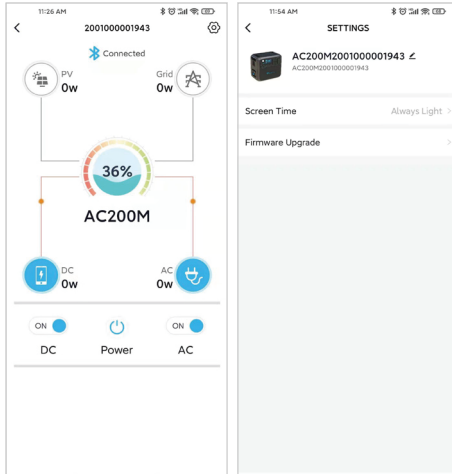 11:26 AM
2001000001943
Connected
PV
0w
Grid
0w
36%
AC200M
DC
0w
AC
0w
ON
ON
DC
Power
AC
11:54 AM
SETTINGS
AC200M2001000001943
AC200M2001000001943
Screen Time
Always Light
Firmware Upgrade